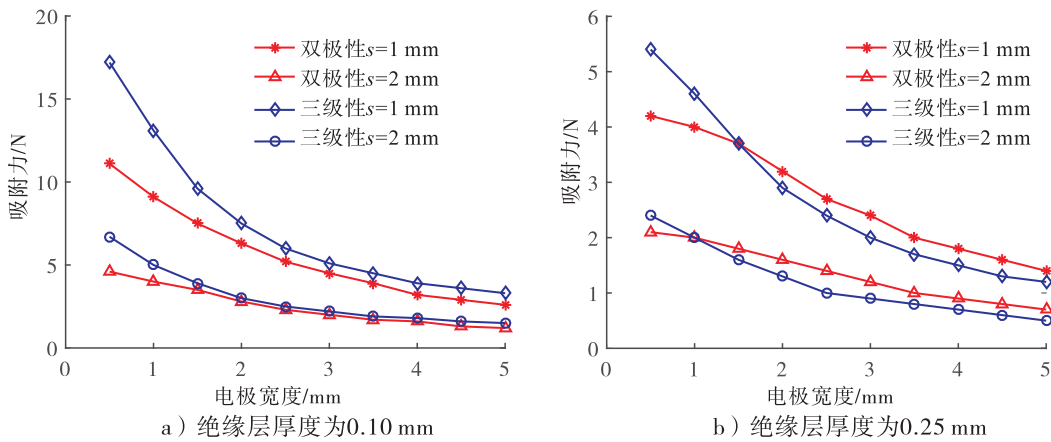 20
15
10
5
0
吸附力/N
双极性s=1 mm
双极性s=2 mm
三级性s=1 mm
三级性s=2 mm
0 1 2 3 4 5
电极宽度/mm
a）绝缘层厚度为0.10 mm
6
5
4
3
2
1
0
吸附力/N
双极性s=1 mm
双极性s=2 mm
三级性s=1 mm
三级性s=2 mm
0 1 2 3 4 5
电极宽度/mm
b）绝缘层厚度为0.25 mm